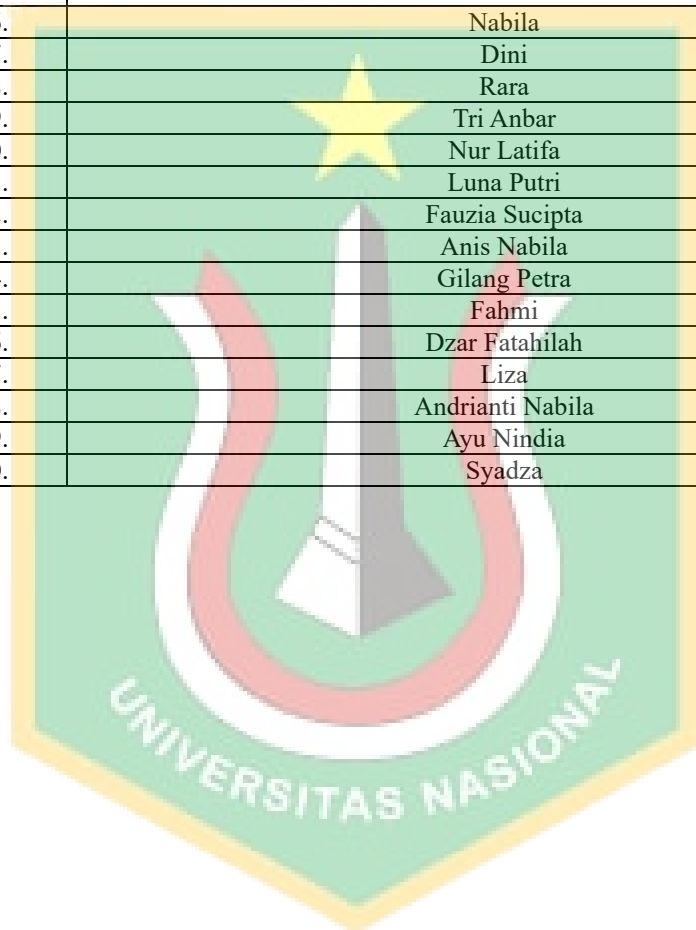 Nabila
Dini
Rara
Tri Anbar
Nur Latifa
Luna Putri
Fauzia Sucipta
Anis Nabila
Gilang Petra
Fahmi
Dzar Fatahilah
Liza
Andrianti Nabila
Ayu Nindia
Syadza
UNIVERSITAS NASIONAL